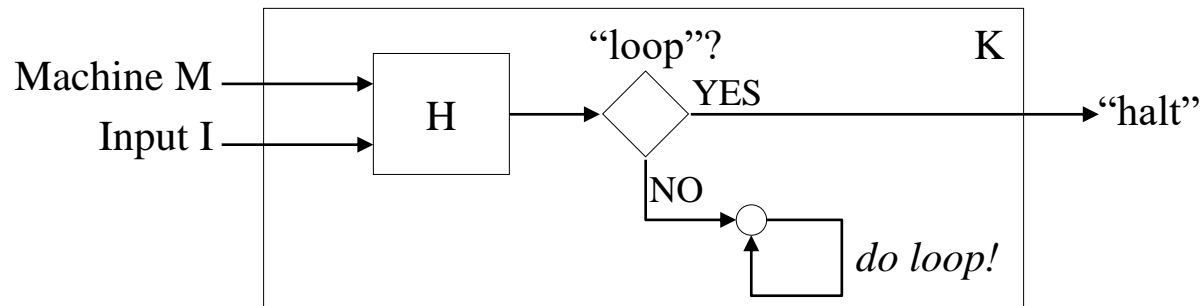 “loop”?
K
Machine M
H
YES
“halt”
Input I
NO
do loop!